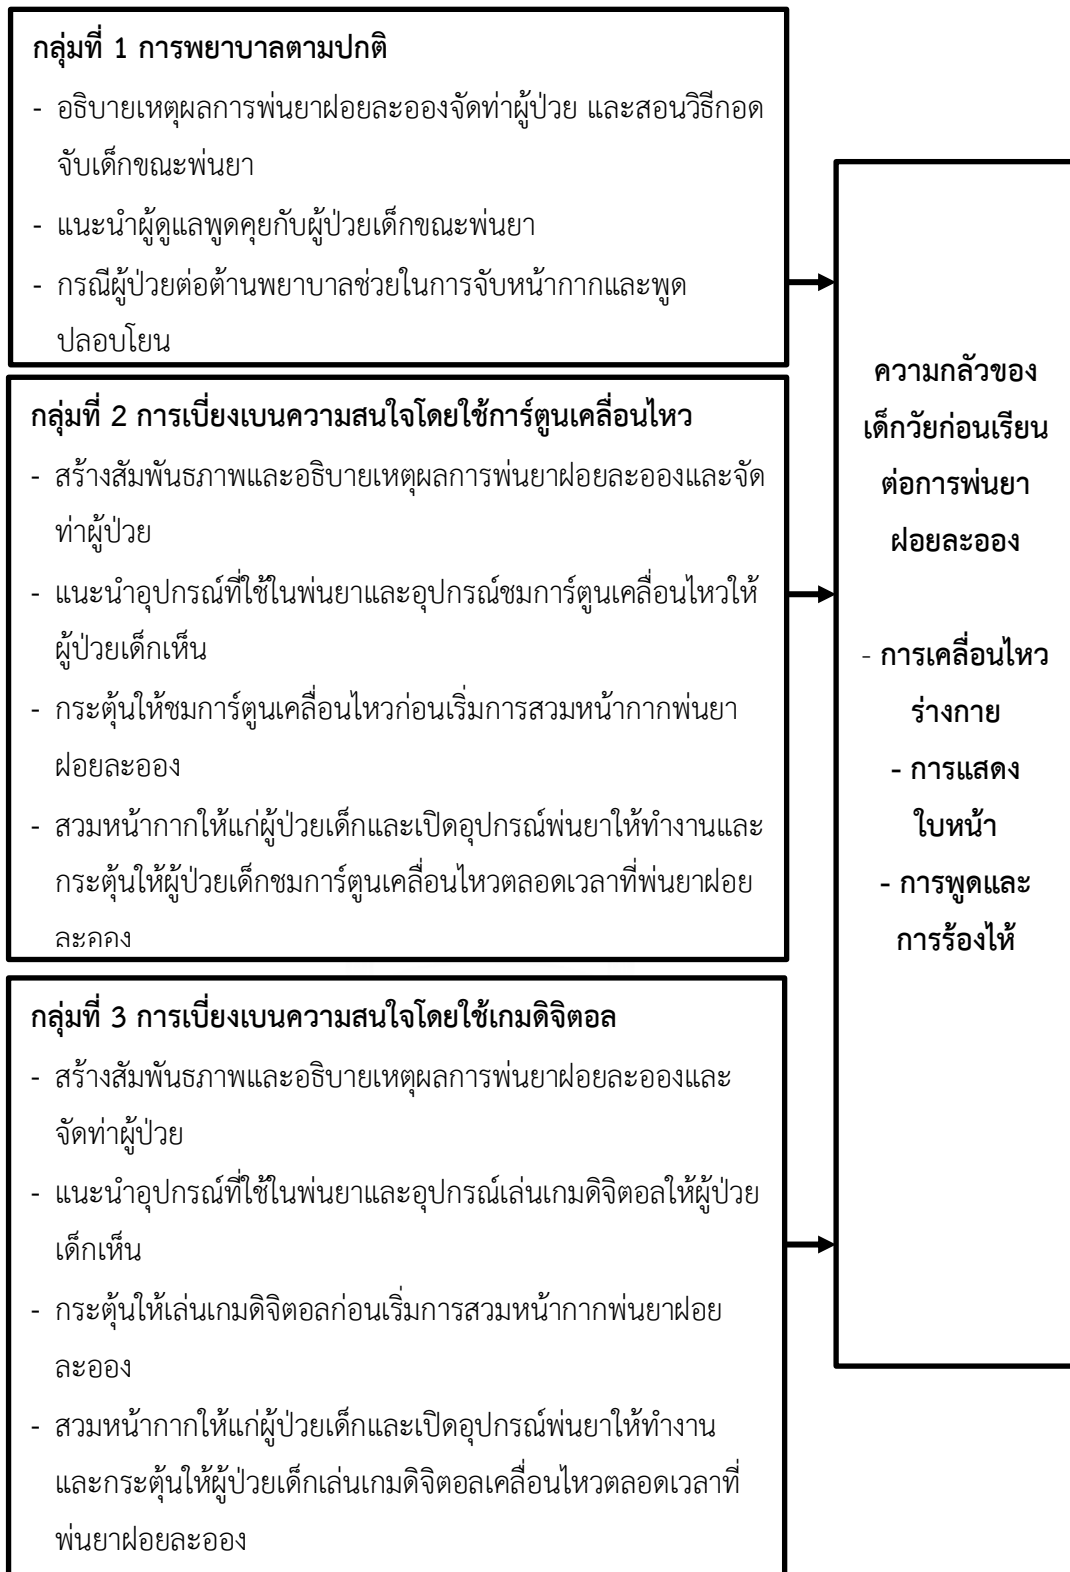 กลุ่มที่ 1 การพยาบาลตามปกติ
- อธิบายเหตุผลการพ่นยาฝอยละอองจัดท่าผู้ป่วย และสอนวิธีกอด
จับเด็กขณะพ่นยา
- แนะนำผู้ดูแลพูดคุยกับผู้ป่วยเด็กขณะพ่นยา
- กรณีผู้ป่วยต่อต้านพยาบาลช่วยในการจับหน้ากากและพูด
ปลอบโยน
กลุ่มที่ 2 การเบี่ยงเบนความสนใจโดยใช้การ์ตูนเคลื่อนไหว
- สร้างสัมพันธภาพและอธิบายเหตุผลการพ่นยาฝอยละอองและจัด
ท่าผู้ป่วย
- แนะนำอุปกรณ์ที่ใช้ในพ่นยาและอุปกรณ์ชมการ์ตูนเคลื่อนไหวให้
ผู้ป่วยเด็กเห็น
- กระตุ้นให้ชมการ์ตูนเคลื่อนไหวก่อนเริ่มการสวมหน้ากากพ่นยา
ฝอยละออง
- สวมหน้ากากให้แก่ผู้ป่วยเด็กและเปิดอุปกรณ์พ่นยาให้ทำงานและ
กระตุ้นให้ผู้ป่วยเด็กชมการ์ตูนเคลื่อนไหวตลอดเวลาที่พ่นยาฝอย
ละออง
กลุ่มที่ 3 การเบี่ยงเบนความสนใจโดยใช้เกมดิจิตอล
- สร้างสัมพันธภาพและอธิบายเหตุผลการพ่นยาฝอยละอองและ
จัดท่าผู้ป่วย
- แนะนำอุปกรณ์ที่ใช้ในพ่นยาและอุปกรณ์เล่นเกมดิจิตอลให้ผู้ป่วย
เด็กเห็น
- กระตุ้นให้เล่นเกมดิจิตอลก่อนเริ่มการสวมหน้ากากพ่นยาฝอย
ละออง
- สวมหน้ากากให้แก่ผู้ป่วยเด็กและเปิดอุปกรณ์พ่นยาให้ทำงาน
และกระตุ้นให้ผู้ป่วยเด็กเล่นเกมดิจิตอลเคลื่อนไหวตลอดเวลาที่
พ่นยาฝอยละออง
ความกลัวของ
เด็กวัยก่อนเรียน
ต่อการพ่นยา
ฝอยละออง
- การเคลื่อนไหว
ร่างกาย
- การแสดง
ใบหน้า
- การพูดและ
การร้องไห้